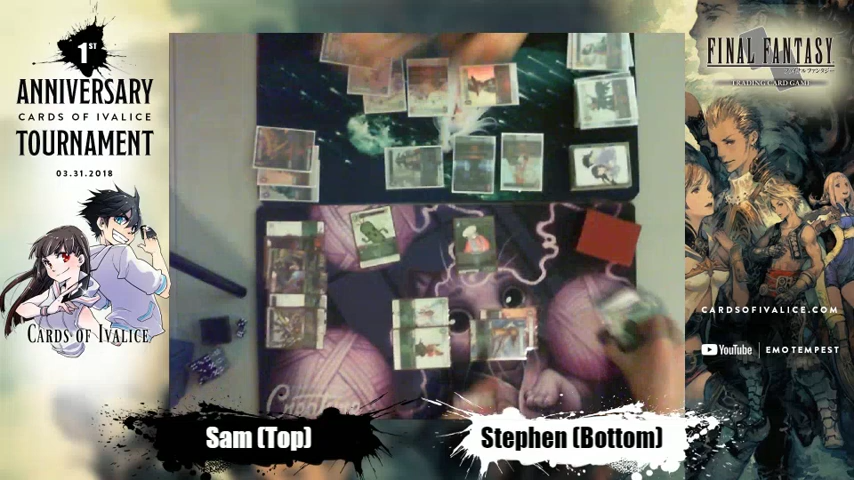 1ST
ANNIVERSARY
CARDS OF IVALICE
TOURNAMENT
03.31.2018
CARDS OF IVALICE
FINAL FANTASY
TRADING CARD GAME
CARDSOFIVALICE.COM
YouTube | EMOTEMPEST
Sam (Top)
Stephen (Bottom)